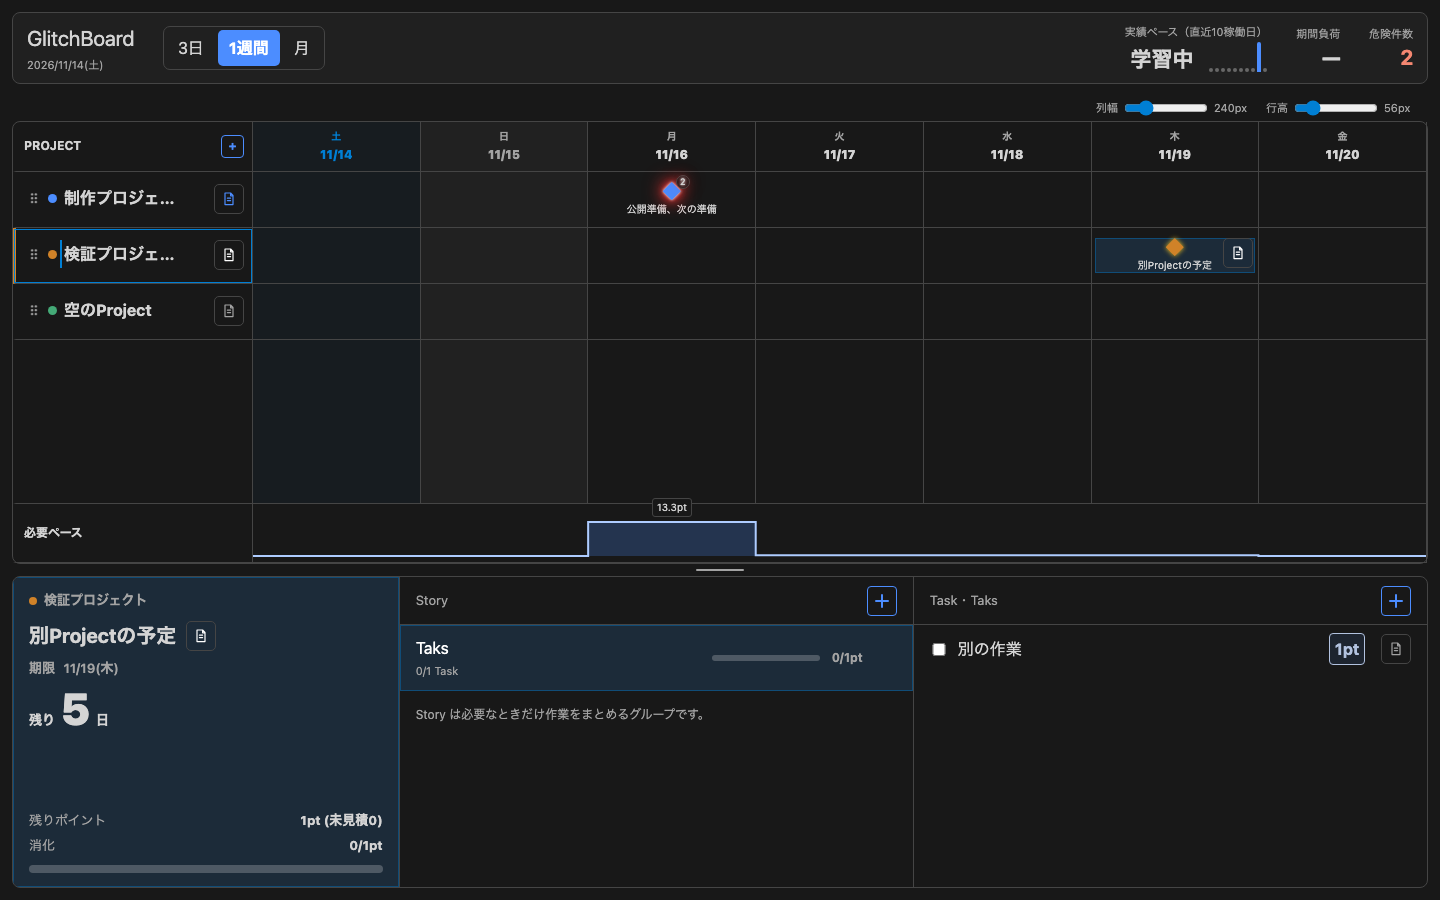 GlitchBoard
2026/11/14(土)
3日 1週間 月
実績ペース（直近10稼働日）
学習中
期間負荷
—
危険件数
2
列幅 240px 行高 56px
PROJECT +
土 11/14
日 11/15
月 11/16
火 11/17
水 11/18
木 11/19
金 11/20
制作プロジェ...
2
公開準備、次の準備
検証プロジェ...
別Projectの予定
空のProject
必要ペース
13.3pt
検証プロジェクト
別Projectの予定
期限 11/19(木)
残り 5 日
残りポイント 1pt (未見積0)
消化 0/1pt
Story +
Taks
0/1 Task
0/1pt
Story は必要なときだけ作業をまとめるグループです。
Task・Taks +
別の作業 1pt